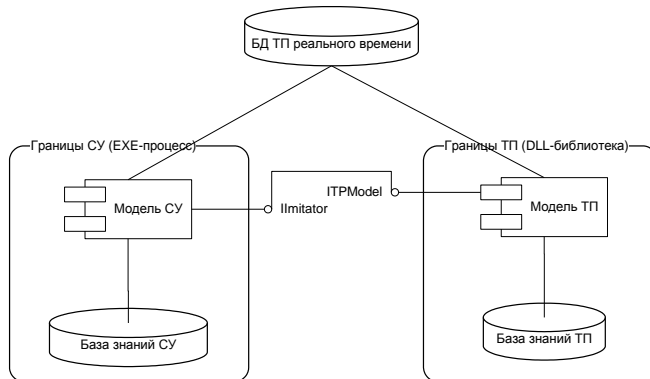 БД ТП реального времени
Границы СУ (EXE-процесс)
Границы ТП (DLL-библиотека)
ITPModel
Модель СУ
IImitator
Модель ТП
База знаний СУ
База знаний ТП